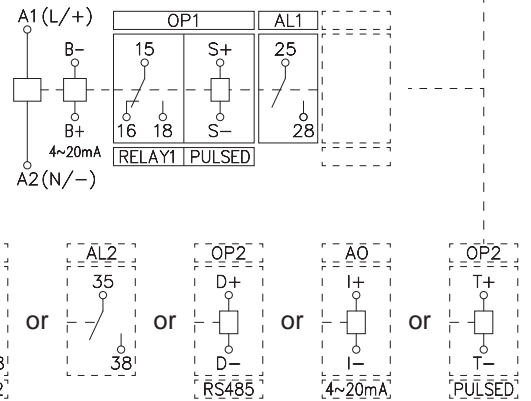 A1(L/+) OP1 AL1
B- 15 S+ 25
B+ 16 18 S- 28
4~20mA RELAY1 PULSED
A2(N/-)
AL2 OP2 AO OP2
35 D+ I+ T+
or or or or
38 D- I- T-
RS485 4~20mA PULSED